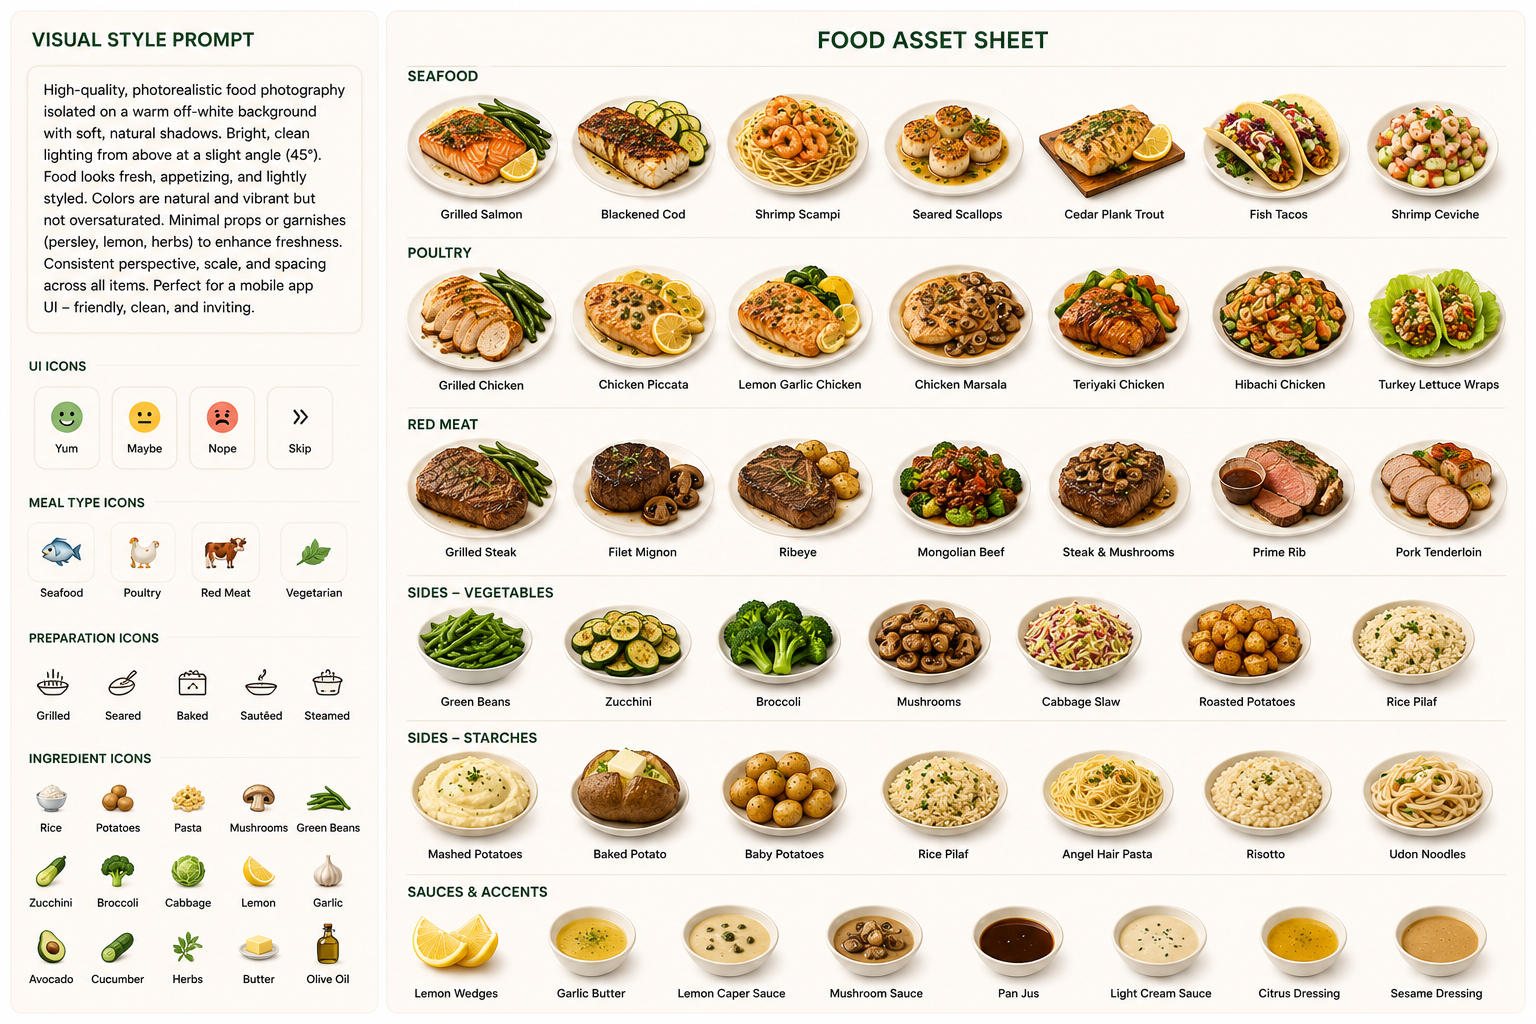 VISUAL STYLE PROMPT
High-quality, photorealistic food photography
isolated on a warm off-white background
with soft, natural shadows. Bright, clean
lighting from above at a slight angle (45°).
Food looks fresh, appetizing, and lightly
styled. Colors are natural and vibrant but
not oversaturated. Minimal props or garnishes
(persley, lemon, herbs) to enhance freshness.
Consistent perspective, scale, and spacing
across all items. Perfect for a mobile app
UI – friendly, clean, and inviting.
UI ICONS
Yum Maybe Nope Skip
MEAL TYPE ICONS
Seafood Poultry Red Meat Vegetarian
PREPARATION ICONS
Grilled Seared Baked Sautéed Steamed
INGREDIENT ICONS
Rice Potatoes Pasta Mushrooms Green Beans
Zucchini Broccoli Cabbage Lemon Garlic
Avocado Cucumber Herbs Butter Olive Oil
FOOD ASSET SHEET
SEAFOOD
Grilled Salmon Blackened Cod Shrimp Scampi Seared Scallops Cedar Plank Trout Fish Tacos Shrimp Ceviche
POULTRY
Grilled Chicken Chicken Piccata Lemon Garlic Chicken Chicken Marsala Teriyaki Chicken Hibachi Chicken Turkey Lettuce Wraps
RED MEAT
Grilled Steak Filet Mignon Ribeye Mongolian Beef Steak & Mushrooms Prime Rib Pork Tenderloin
SIDES – VEGETABLES
Green Beans Zucchini Broccoli Mushrooms Cabbage Slaw Roasted Potatoes Rice Pilaf
SIDES – STARCHES
Mashed Potatoes Baked Potato Baby Potatoes Rice Pilaf Angel Hair Pasta Risotto Udon Noodles
SAUCES & ACCENTS
Lemon Wedges Garlic Butter Lemon Caper Sauce Mushroom Sauce Pan Jus Light Cream Sauce Citrus Dressing Sesame Dressing